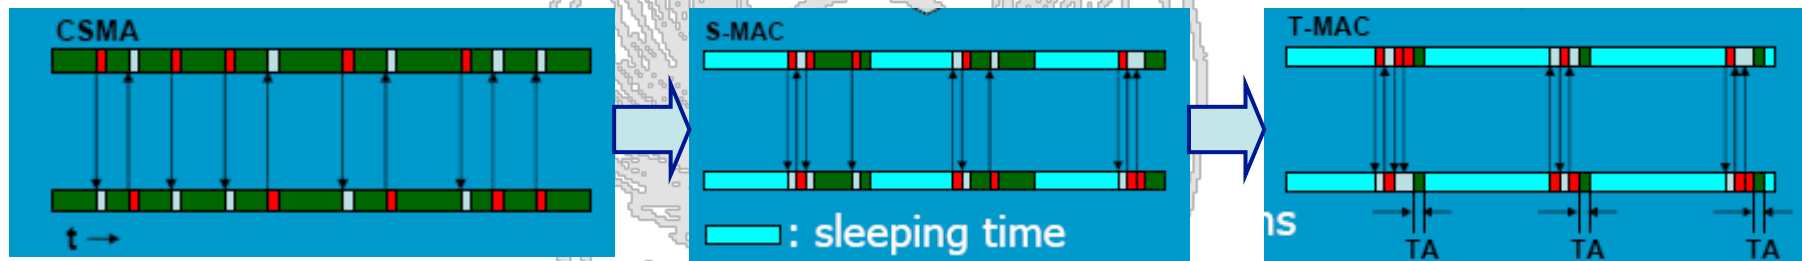 CSMA
t
S-MAC
: sleeping time
T-MAC
ns
TA TA TA